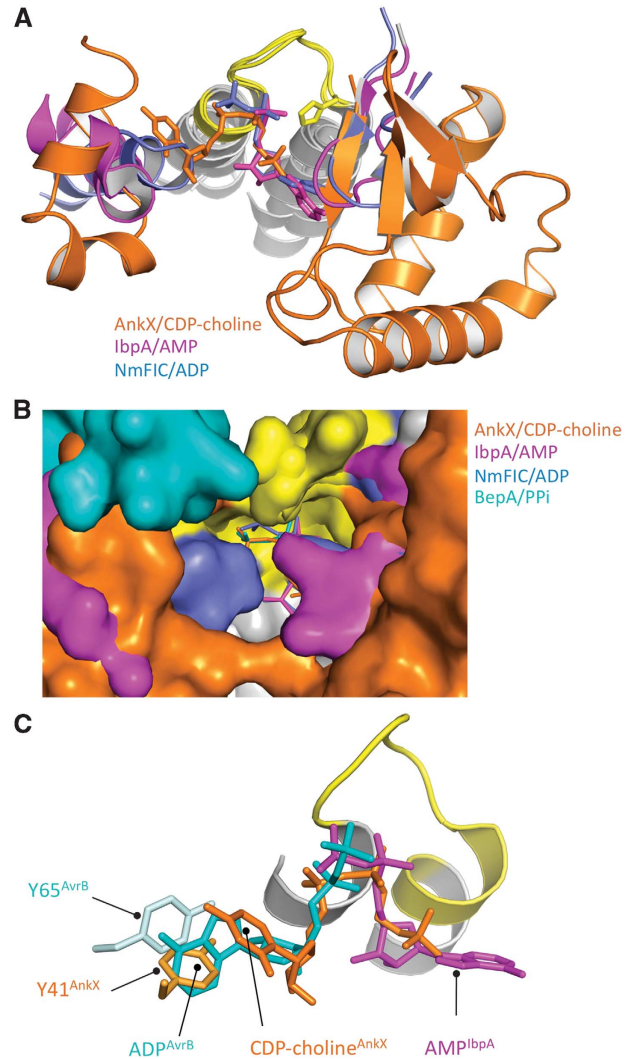 A
AnkX/CDP-choline
IbpA/AMP
NmFIC/ADP
B
AnkX/CDP-choline
IbpA/AMP
NmFIC/ADP
BepA/PPi
C
Y65AvrB
Y41AnkX
ADPAvrB
CDP-cholineAnkX
AMPIbpA